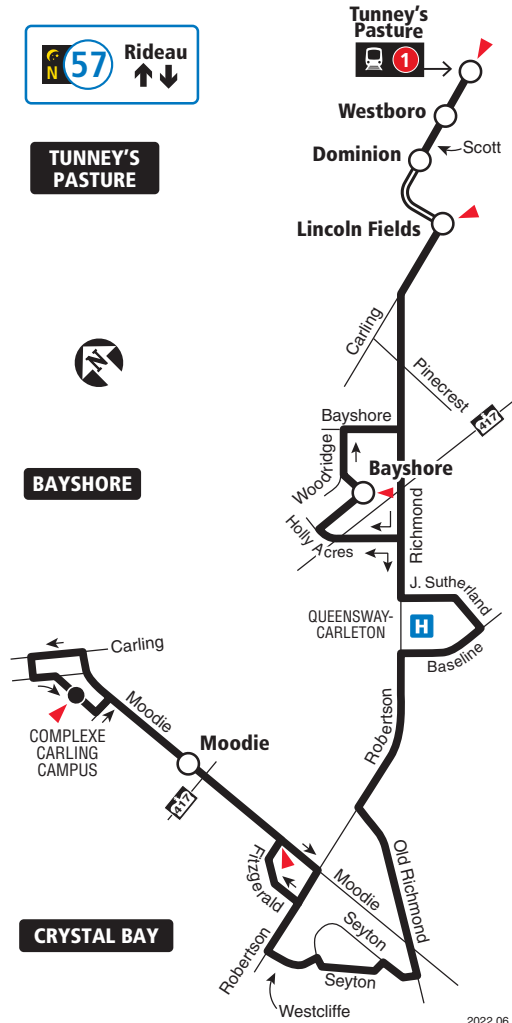 N
57
Rideau
Tunney's
Pasture
1
Westboro
Dominion
Scott
TUNNEY'S
PASTURE
Lincoln Fields
Carling
Pinecrest
N
417
Bayshore
Woodridge
Bayshore
BAYSHORE
Holly Acres
Richmond
J. Sutherland
QUEENSWAY-
CARLETON
H
Baseline
Carling
Moodie
Robertson
COMPLEXE
CARLING
CAMPUS
Moodie
417
Fitzgerald
Moodie
Old Richmond
Seyton
CRYSTAL BAY
Robertson
Seyton
Westcliffe
2022.06